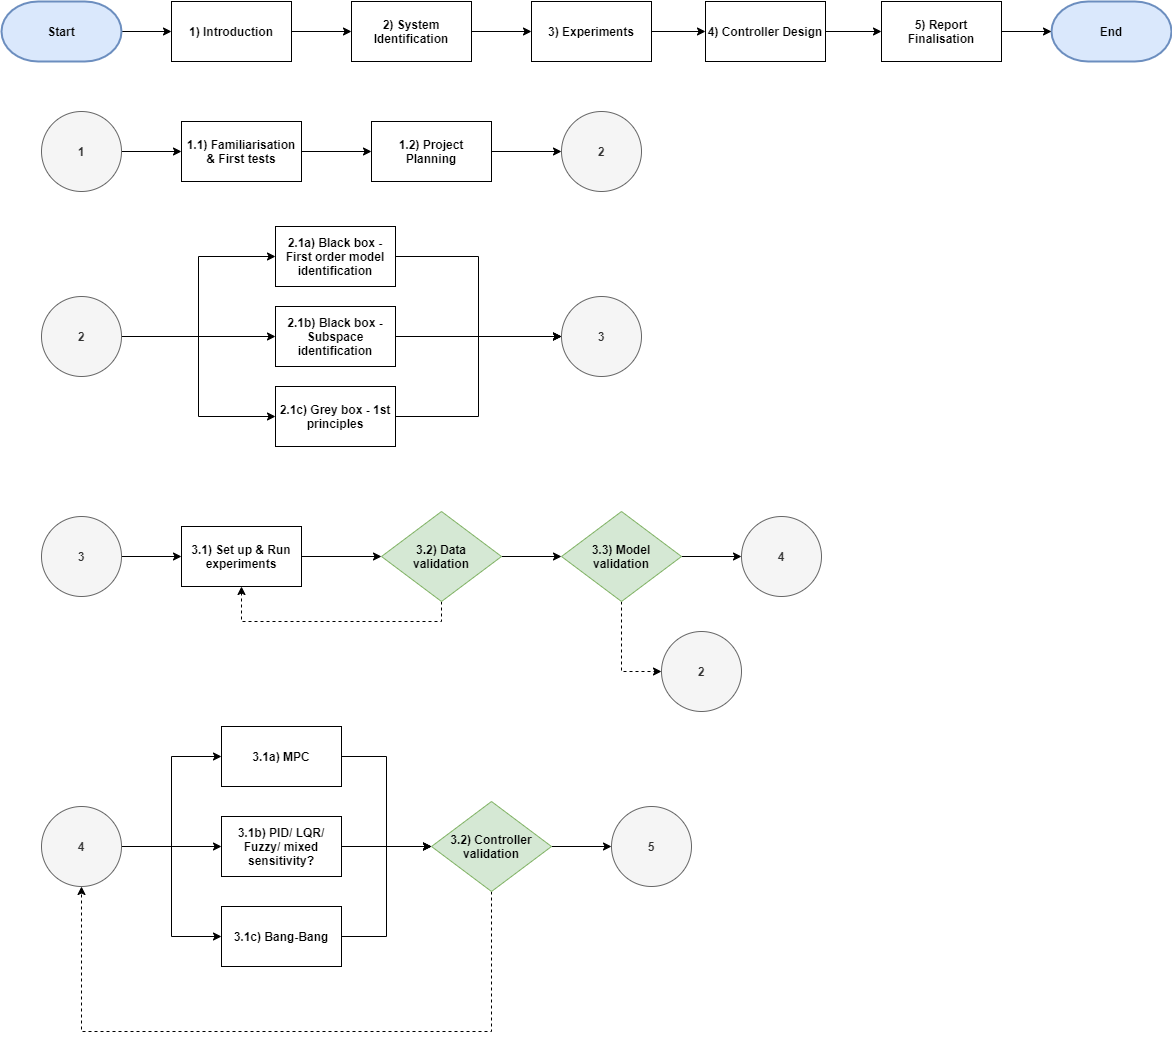 Start
1) Introduction
2) System
Identification
3) Experiments
4) Controller Design
5) Report
Finalisation
End
1
1.1) Familiarisation
& First tests
1.2) Project
Planning
2
2
2.1a) Black box -
First order model
identification
2.1b) Black box -
Subspace
identification
2.1c) Grey box - 1st
principles
3
3
3.1) Set up & Run
experiments
3.2) Data
validation
3.3) Model
validation
4
2
4
3.1a) MPC
3.1b) PID/ LQR/
Fuzzy/ mixed
sensitivity?
3.1c) Bang-Bang
3.2) Controller
validation
5